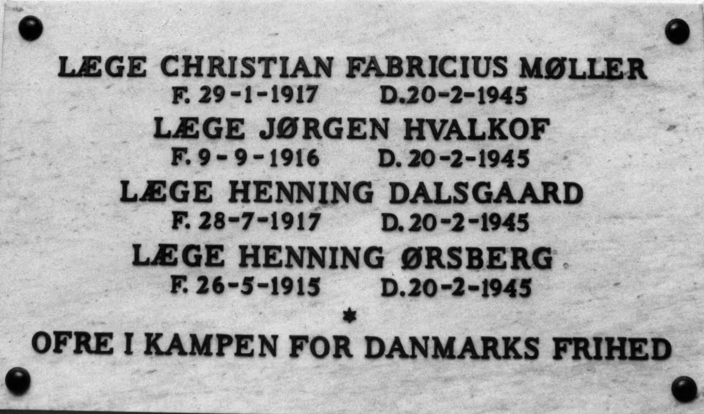 LÆGE CHRISTIAN FABRICIUS MØLLER
F. 29-1-1917 D.20-2-1945
LÆGE JØRGEN HVALKOF
F. 9-9-1916 D. 20-2-1945
LÆGE HENNING DALSGAARD
F. 28-7-1917 D.20-2-1945
LÆGE HENNING ØRSBERG
F. 26-5-1915 D.20-2-1945
*
OFRE I KAMPEN FOR DANMARKS FRIHED